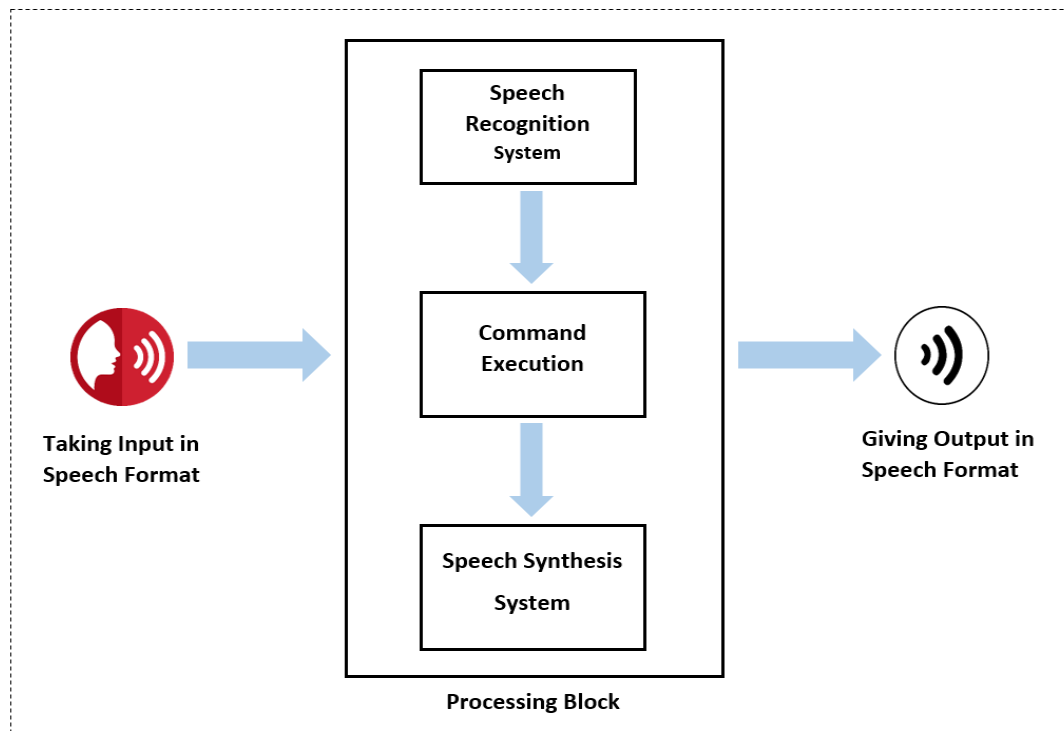 Speech
Recognition
System
Command
Execution
Taking Input in
Speech Format
Giving Output in
Speech Format
Speech Synthesis
System
Processing Block